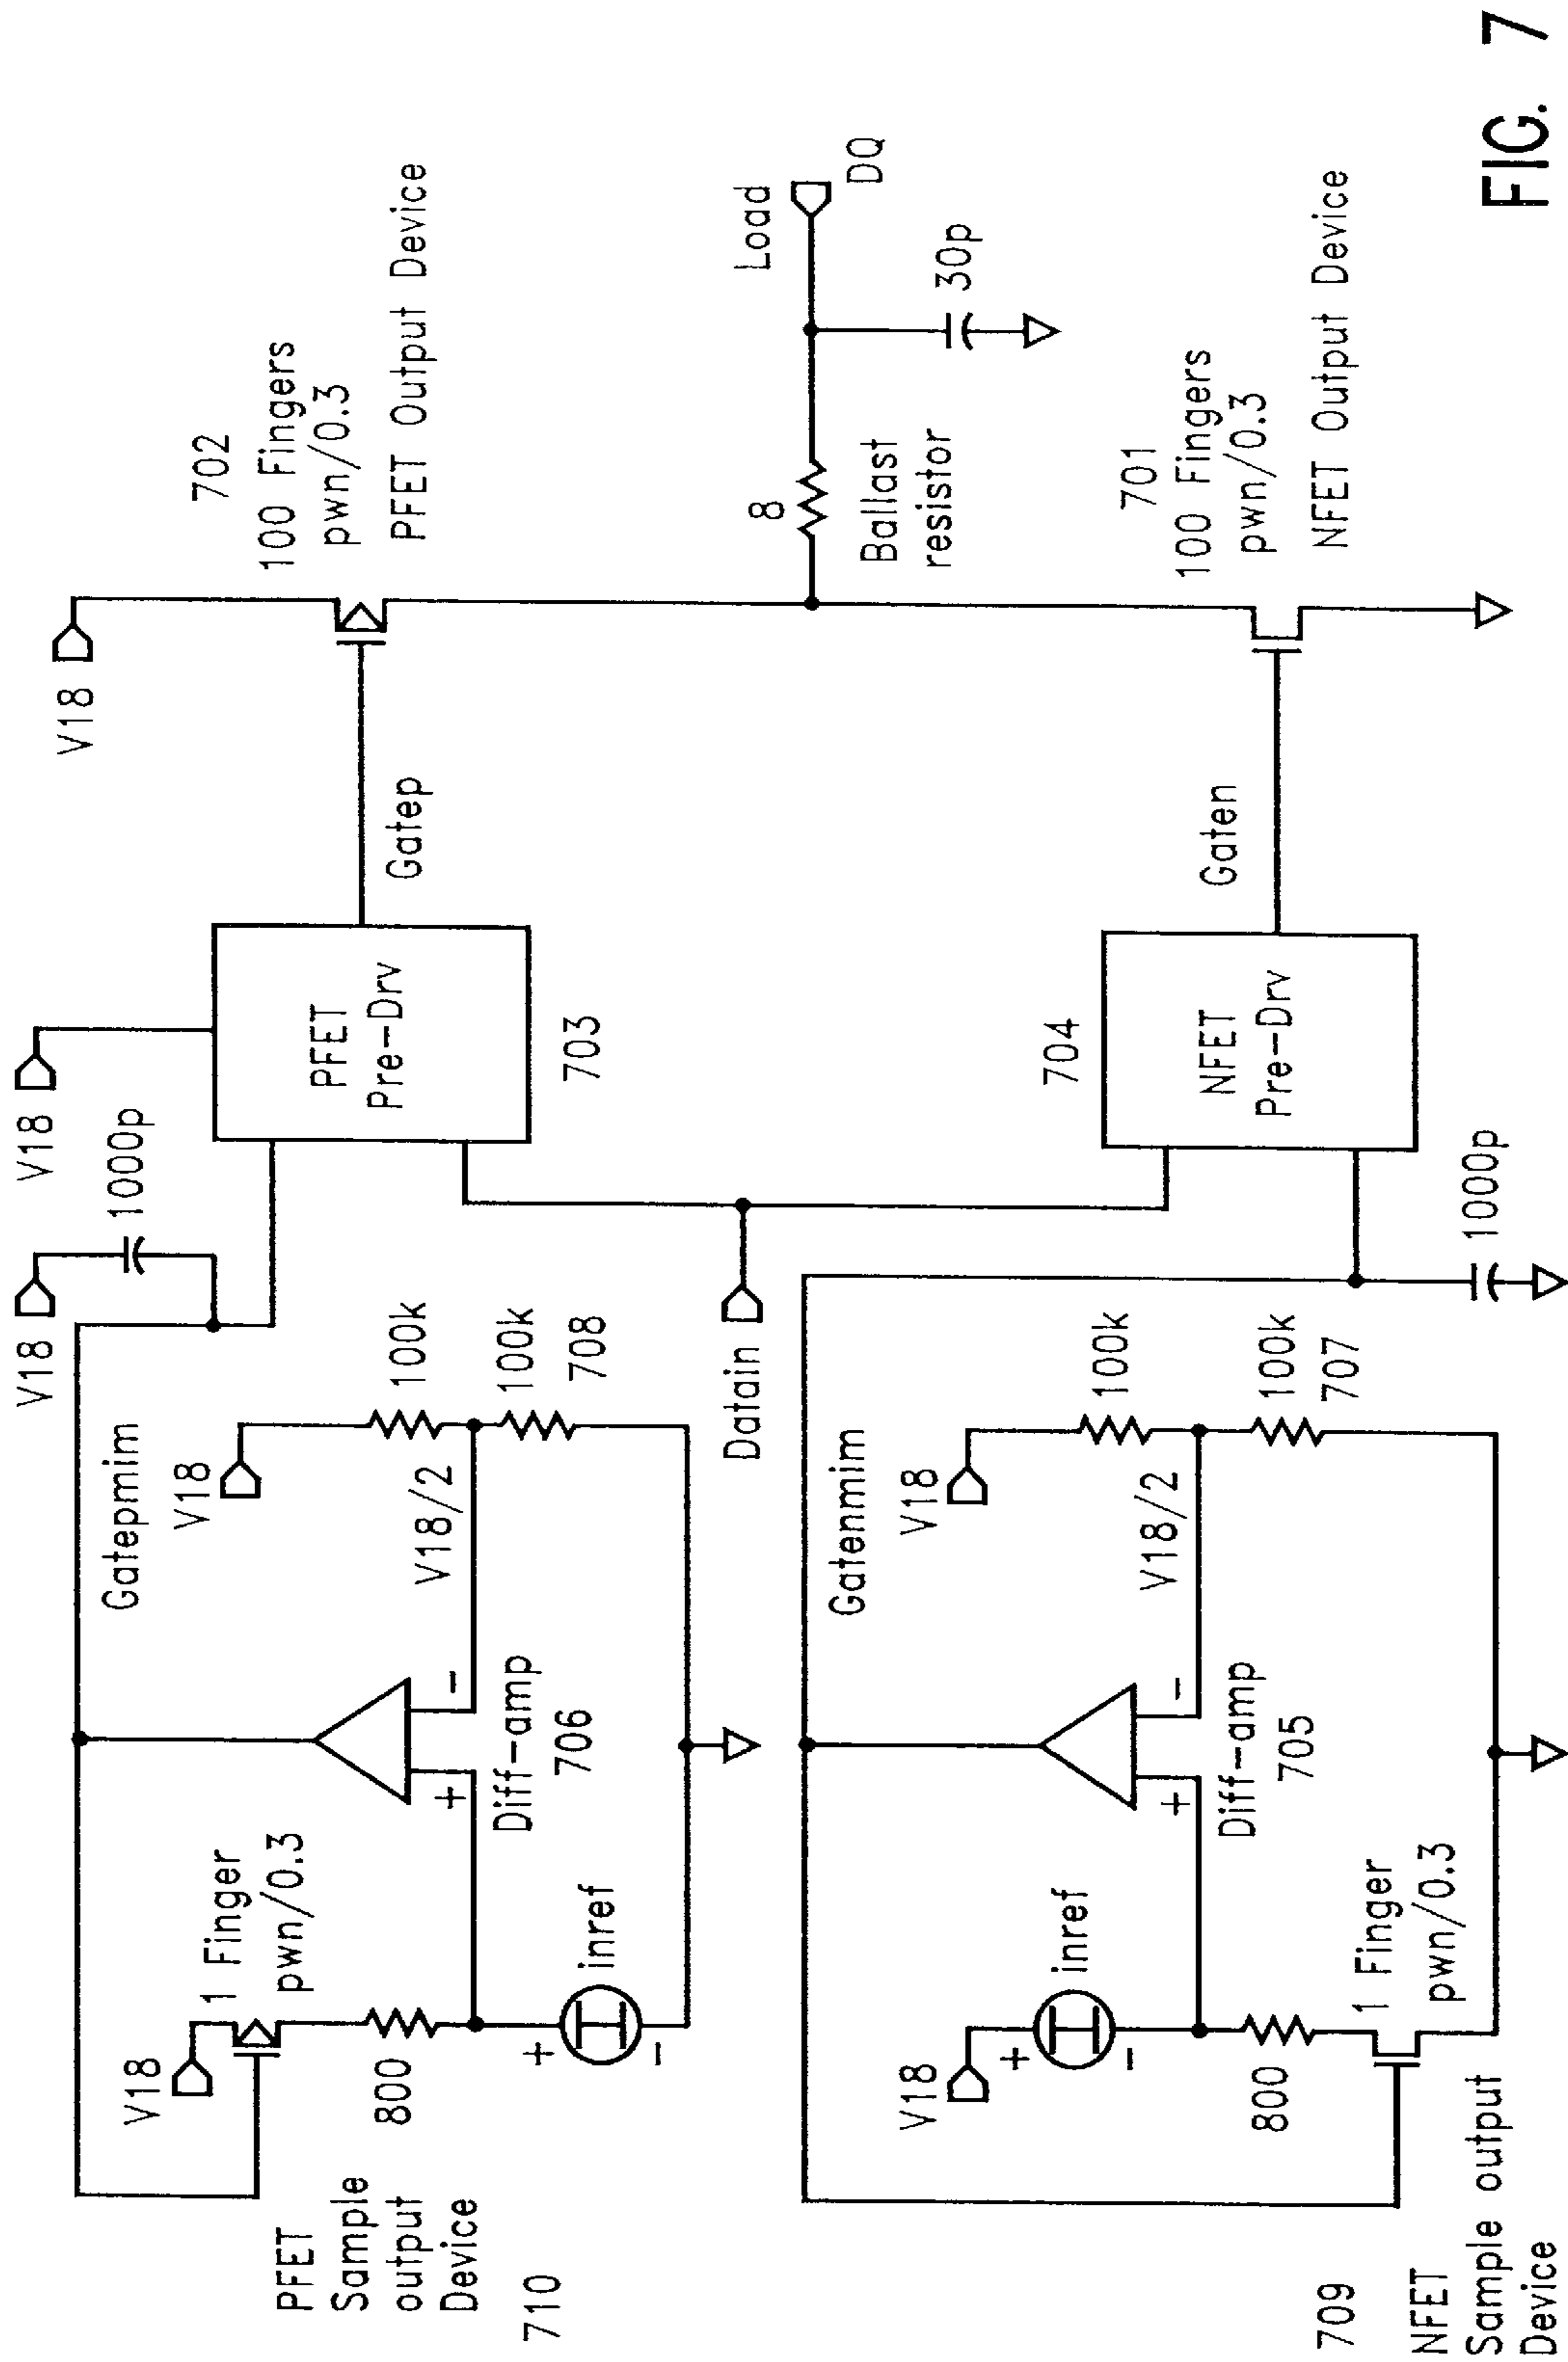 V18
V18
V18
1000p
702
100 Fingers
pwn/0.3
PFET Output Device
PFET
Pre-Drv
703
Gatep
Gatepmim
V18
100k
100k
708
V18/2
Diff-amp
706
+
-
1 Finger
pwn/0.3
V18
800
inref
+
-
PFET
Sample
output
Device
710
Datain
8
Ballast
resistor
Load
DQ
30p
Gatenmim
V18
100k
100k
707
V18/2
Diff-amp
705
+
-
V18
inref
+
-
800
1 Finger
pwn/0.3
709
NFET
Sample output
Device
704
NFET
Pre-Drv
1000p
Gaten
701
100 Fingers
pwn/0.3
NFET Output Device
FIG. 7